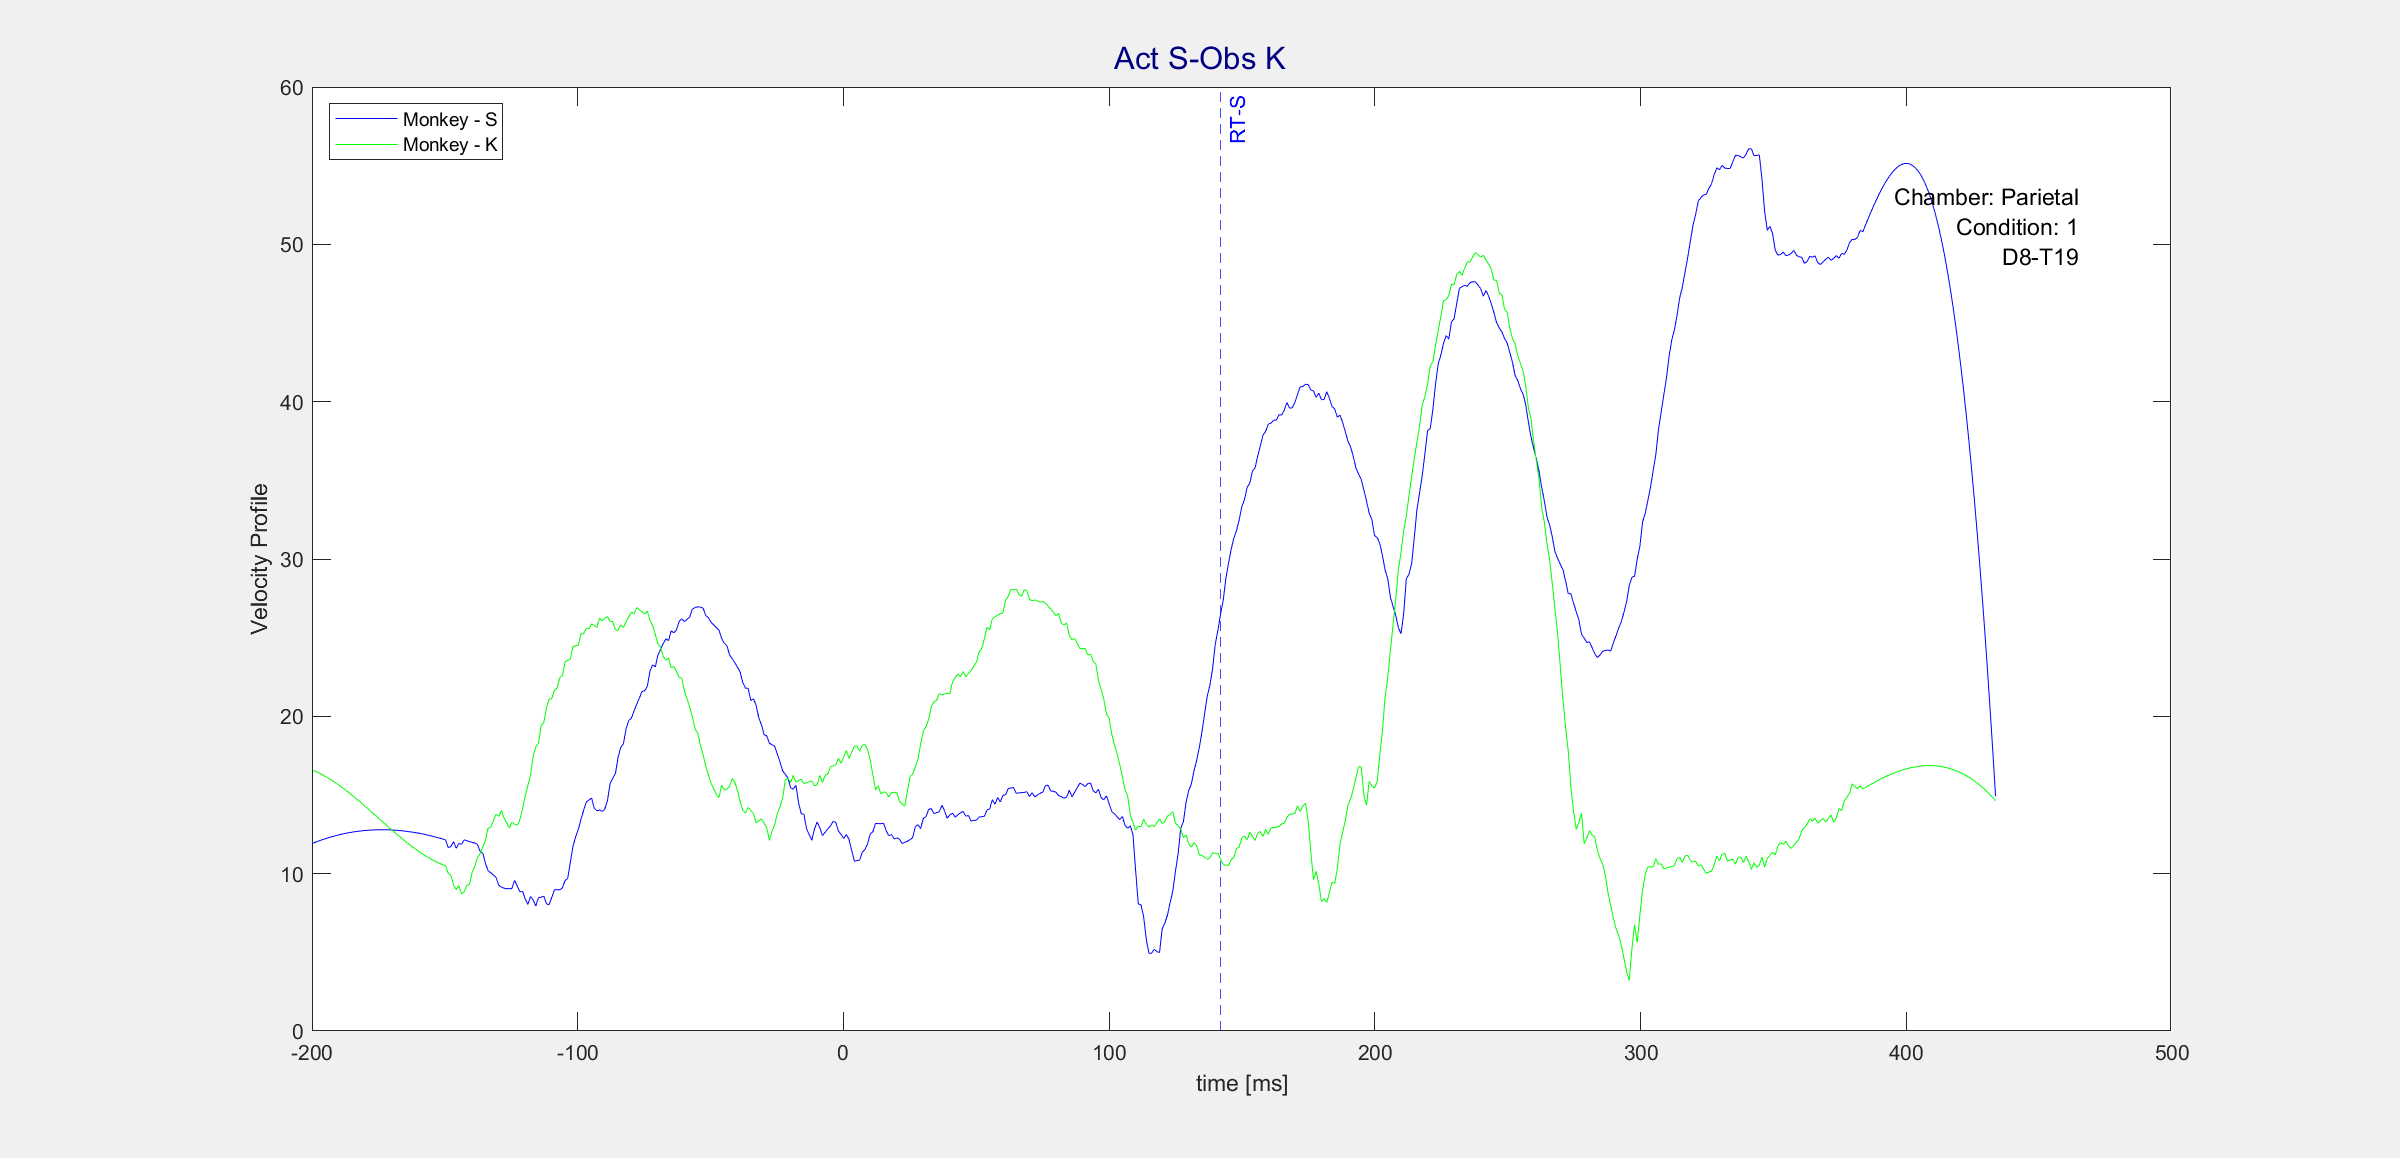 Act S-Obs K
60
50
40
30
20
10
0
Velocity Profile
Monkey - S
Monkey - K
RT-S
Chamber: Parietal
Condition: 1
D8-T19
-200
-100
0
100
200
300
400
500
time [ms]